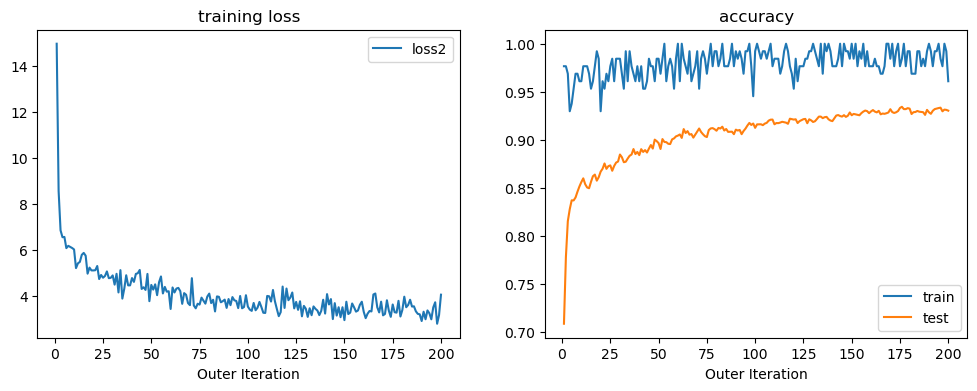 training loss
loss2
14
12
10
8
6
4
0 25 50 75 100 125 150 175 200
Outer Iteration
accuracy
1.00
0.95
0.90
0.85
0.80
0.75
0.70
train
test
0 25 50 75 100 125 150 175 200
Outer Iteration